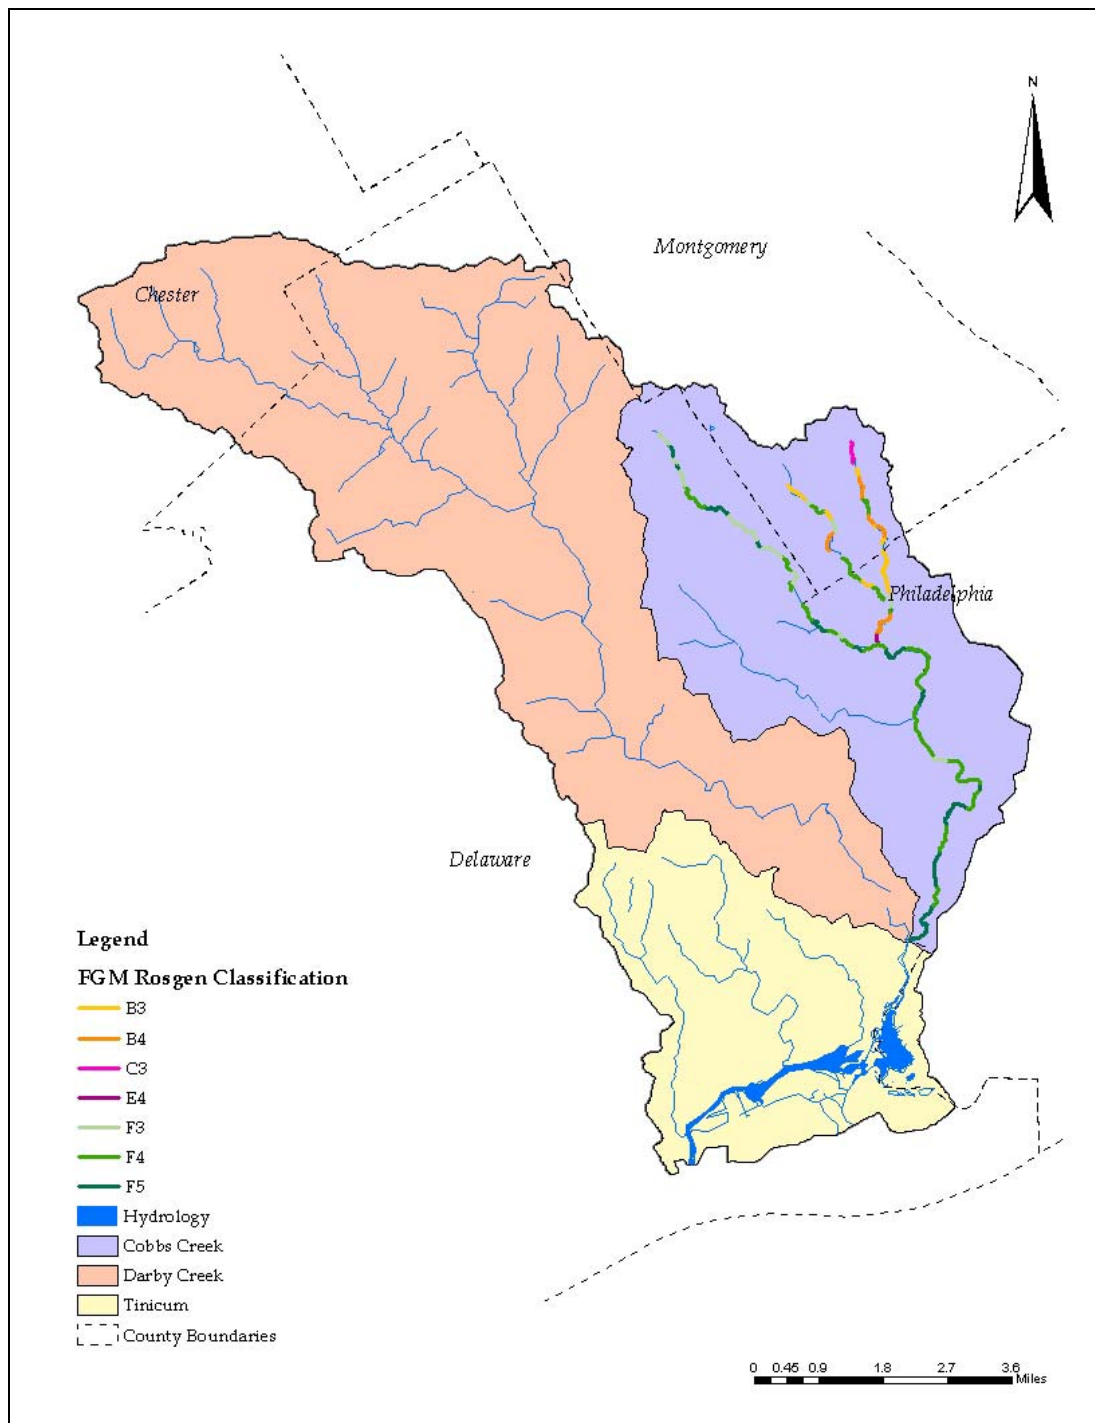 N
Montgomery
Chester
Philadelphia
Delaware
Legend
FGM Rosgen Classification
B3
B4
C3
E4
F3
F4
F5
Hydrology
Cobbs Creek
Darby Creek
Tinicum
County Boundaries
0 0.45 0.9 1.8 2.7 3.6
Miles